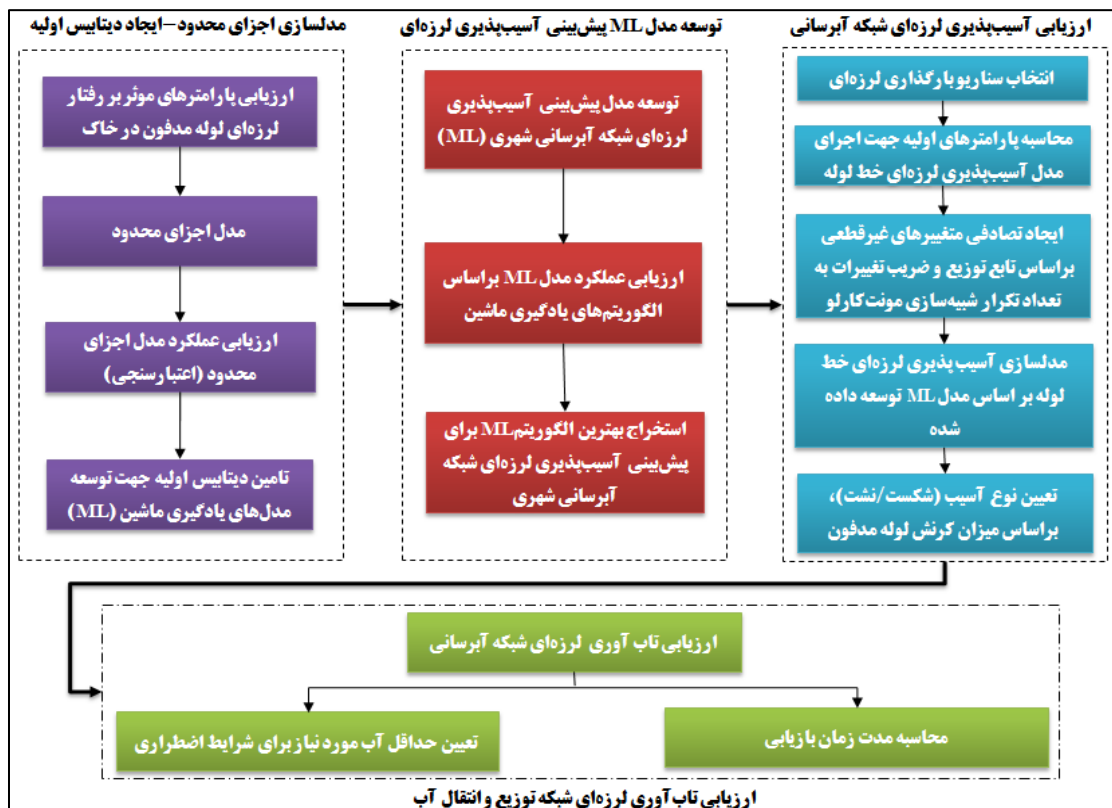 مدلسازی اجزای محدود–ایجاد دیتابیس اولیه
ارزیابی پارامترهای موثر بر رفتار
لرزه‌ای لوله مدفون در خاک
مدل اجزای محدود
ارزیابی عملکرد مدل اجزای
محدود (اعتبارسنجی)
تامین دیتابیس اولیه جهت توسعه
مدل‌های یادگیری ماشین (ML)
توسعه مدل ML پیش‌بینی آسیب‌پذیری لرزه‌ای
توسعه مدل پیش‌بینی آسیب‌پذیری
لرزه‌ای شبکه آبرسانی شهری (ML)
ارزیابی عملکرد مدل ML براساس
الگوریتم‌های یادگیری ماشین
استخراج بهترین الگوریتم ML برای
پیش‌بینی آسیب‌پذیری لرزه‌ای شبکه
آبرسانی شهری
ارزیابی آسیب‌پذیری لرزه‌ای شبکه آبرسانی
انتخاب سناریو بارگذاری لرزه‌ای
محاسبه پارامترهای اولیه جهت اجرای
مدل آسیب‌پذیری لرزه‌ای خط لوله
ایجاد تصادفی متغییرهای غیرقطعی
براساس تابع توزیع و ضریب تغییرات به
تعداد تکرار شبیه‌سازی مونت‌کارلو
مدلسازی آسیب پذیری لرزه‌ای خط
لوله بر اساس مدل ML توسعه داده
شده
تعیین نوع آسیب (شکست/نشت)،
براساس میزان کرنش لوله مدفون
ارزیابی تاب آوری لرزه‌ای شبکه آبرسانی
محاسبه مدت زمان بازیابی
تعیین حداقل آب مورد نیاز برای شرایط اضطراری
ارزیابی تاب آوری لرزه‌ای شبکه توزیع و انتقال آب